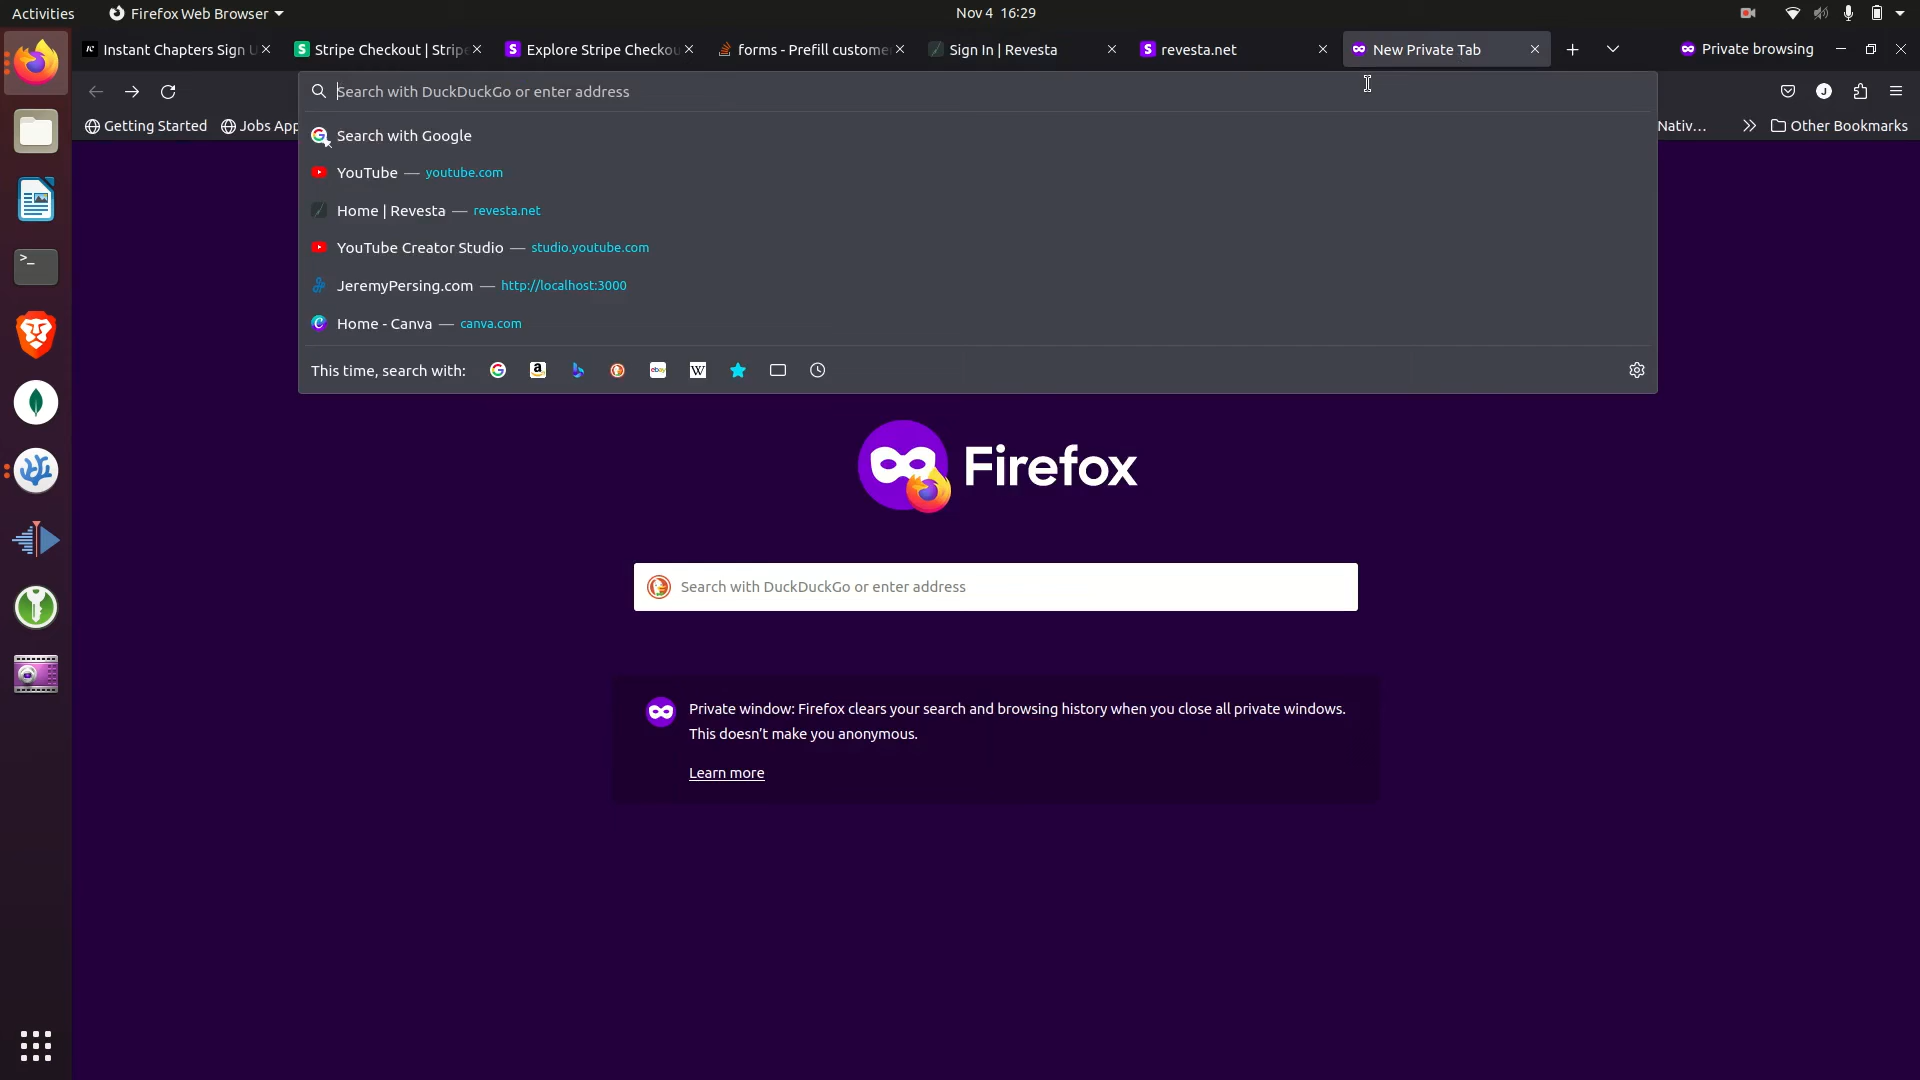 Activities
Firefox Web Browser
Nov 4 16:29
Instant Chapters Sign U
Stripe Checkout | Stripe
Explore Stripe Checkou
forms - Prefill custome
Sign In | Revesta
revesta.net
New Private Tab
Private browsing
Search with DuckDuckGo or enter address
J
Getting Started
Jobs App
Nativ…
Other Bookmarks
Search with Google
YouTube — youtube.com
Home | Revesta — revesta.net
YouTube Creator Studio — studio.youtube.com
JeremyPersing.com — http://localhost:3000
Home - Canva — canva.com
This time, search with:
Firefox
Search with DuckDuckGo or enter address
Private window: Firefox clears your search and browsing history when you close all private windows.
This doesn't make you anonymous.
Learn more